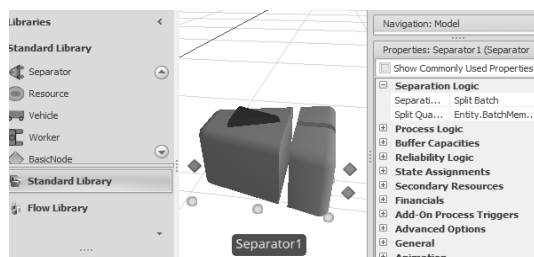 Libraries
Standard Library
Separator
Resource
Vehicle
Worker
BasicNode
Standard Library
Flow Library
Separator1
Navigation: Model
Properties: Separator1 (Separator
Show Commonly Used Properties
Separation Logic
Separati... Split Batch
Split Qua... Entity.BatchMem...
Process Logic
Buffer Capacities
Reliability Logic
State Assignments
Secondary Resources
Financials
Add-On Process Triggers
Advanced Options
General
Animation